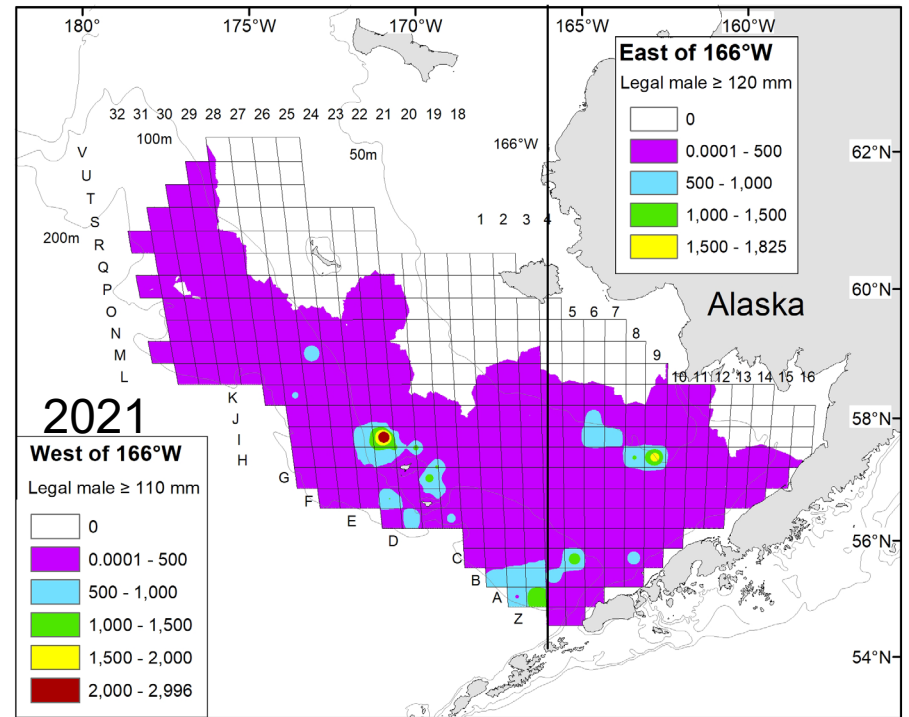 180° 175°W 170°W 165°W 160°W
East of 166°W
Legal male ≥ 120 mm
0
0.0001 - 500
500 - 1,000
1,000 - 1,500
1,500 - 1,825
32 31 30 29 28 27 26 25 24 23 22 21 20 19 18
100m
50m
166°W
62°N
V
U
T
S
R
Q
P
O
N
M
L
200m
1 2 3 4
60°N
Alaska
5 6 7
8
9
10 11 12 13 14 15 16
58°N
K
J
I
H
G
F
E
D
C
B
A
Z
2021
West of 166°W
Legal male ≥ 110 mm
0
0.0001 - 500
500 - 1,000
1,000 - 1,500
1,500 - 2,000
2,000 - 2,996
56°N
54°N